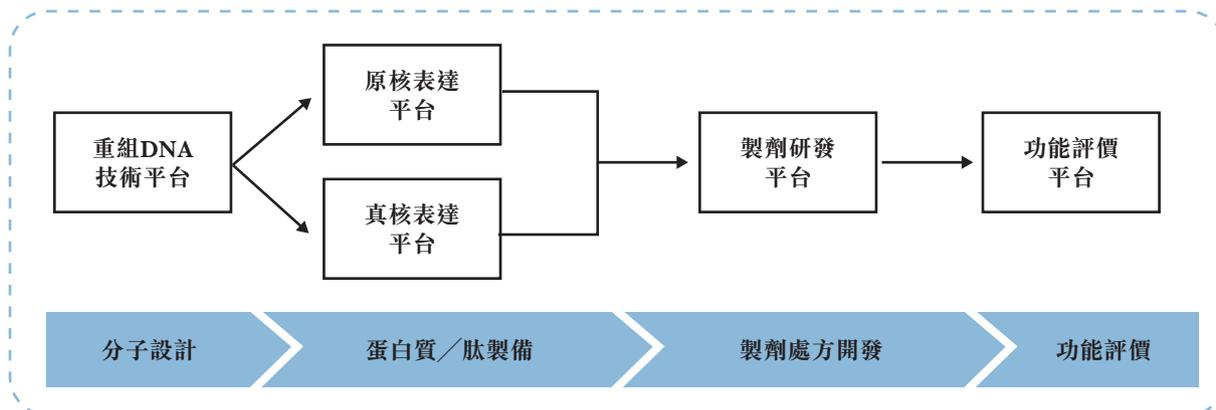 原核表達
平台
重組DNA
技術平台
真核表達
平台
製劑研發
平台
功能評價
平台
分子設計
蛋白質╱肽製備
製劑處方開發
功能評價